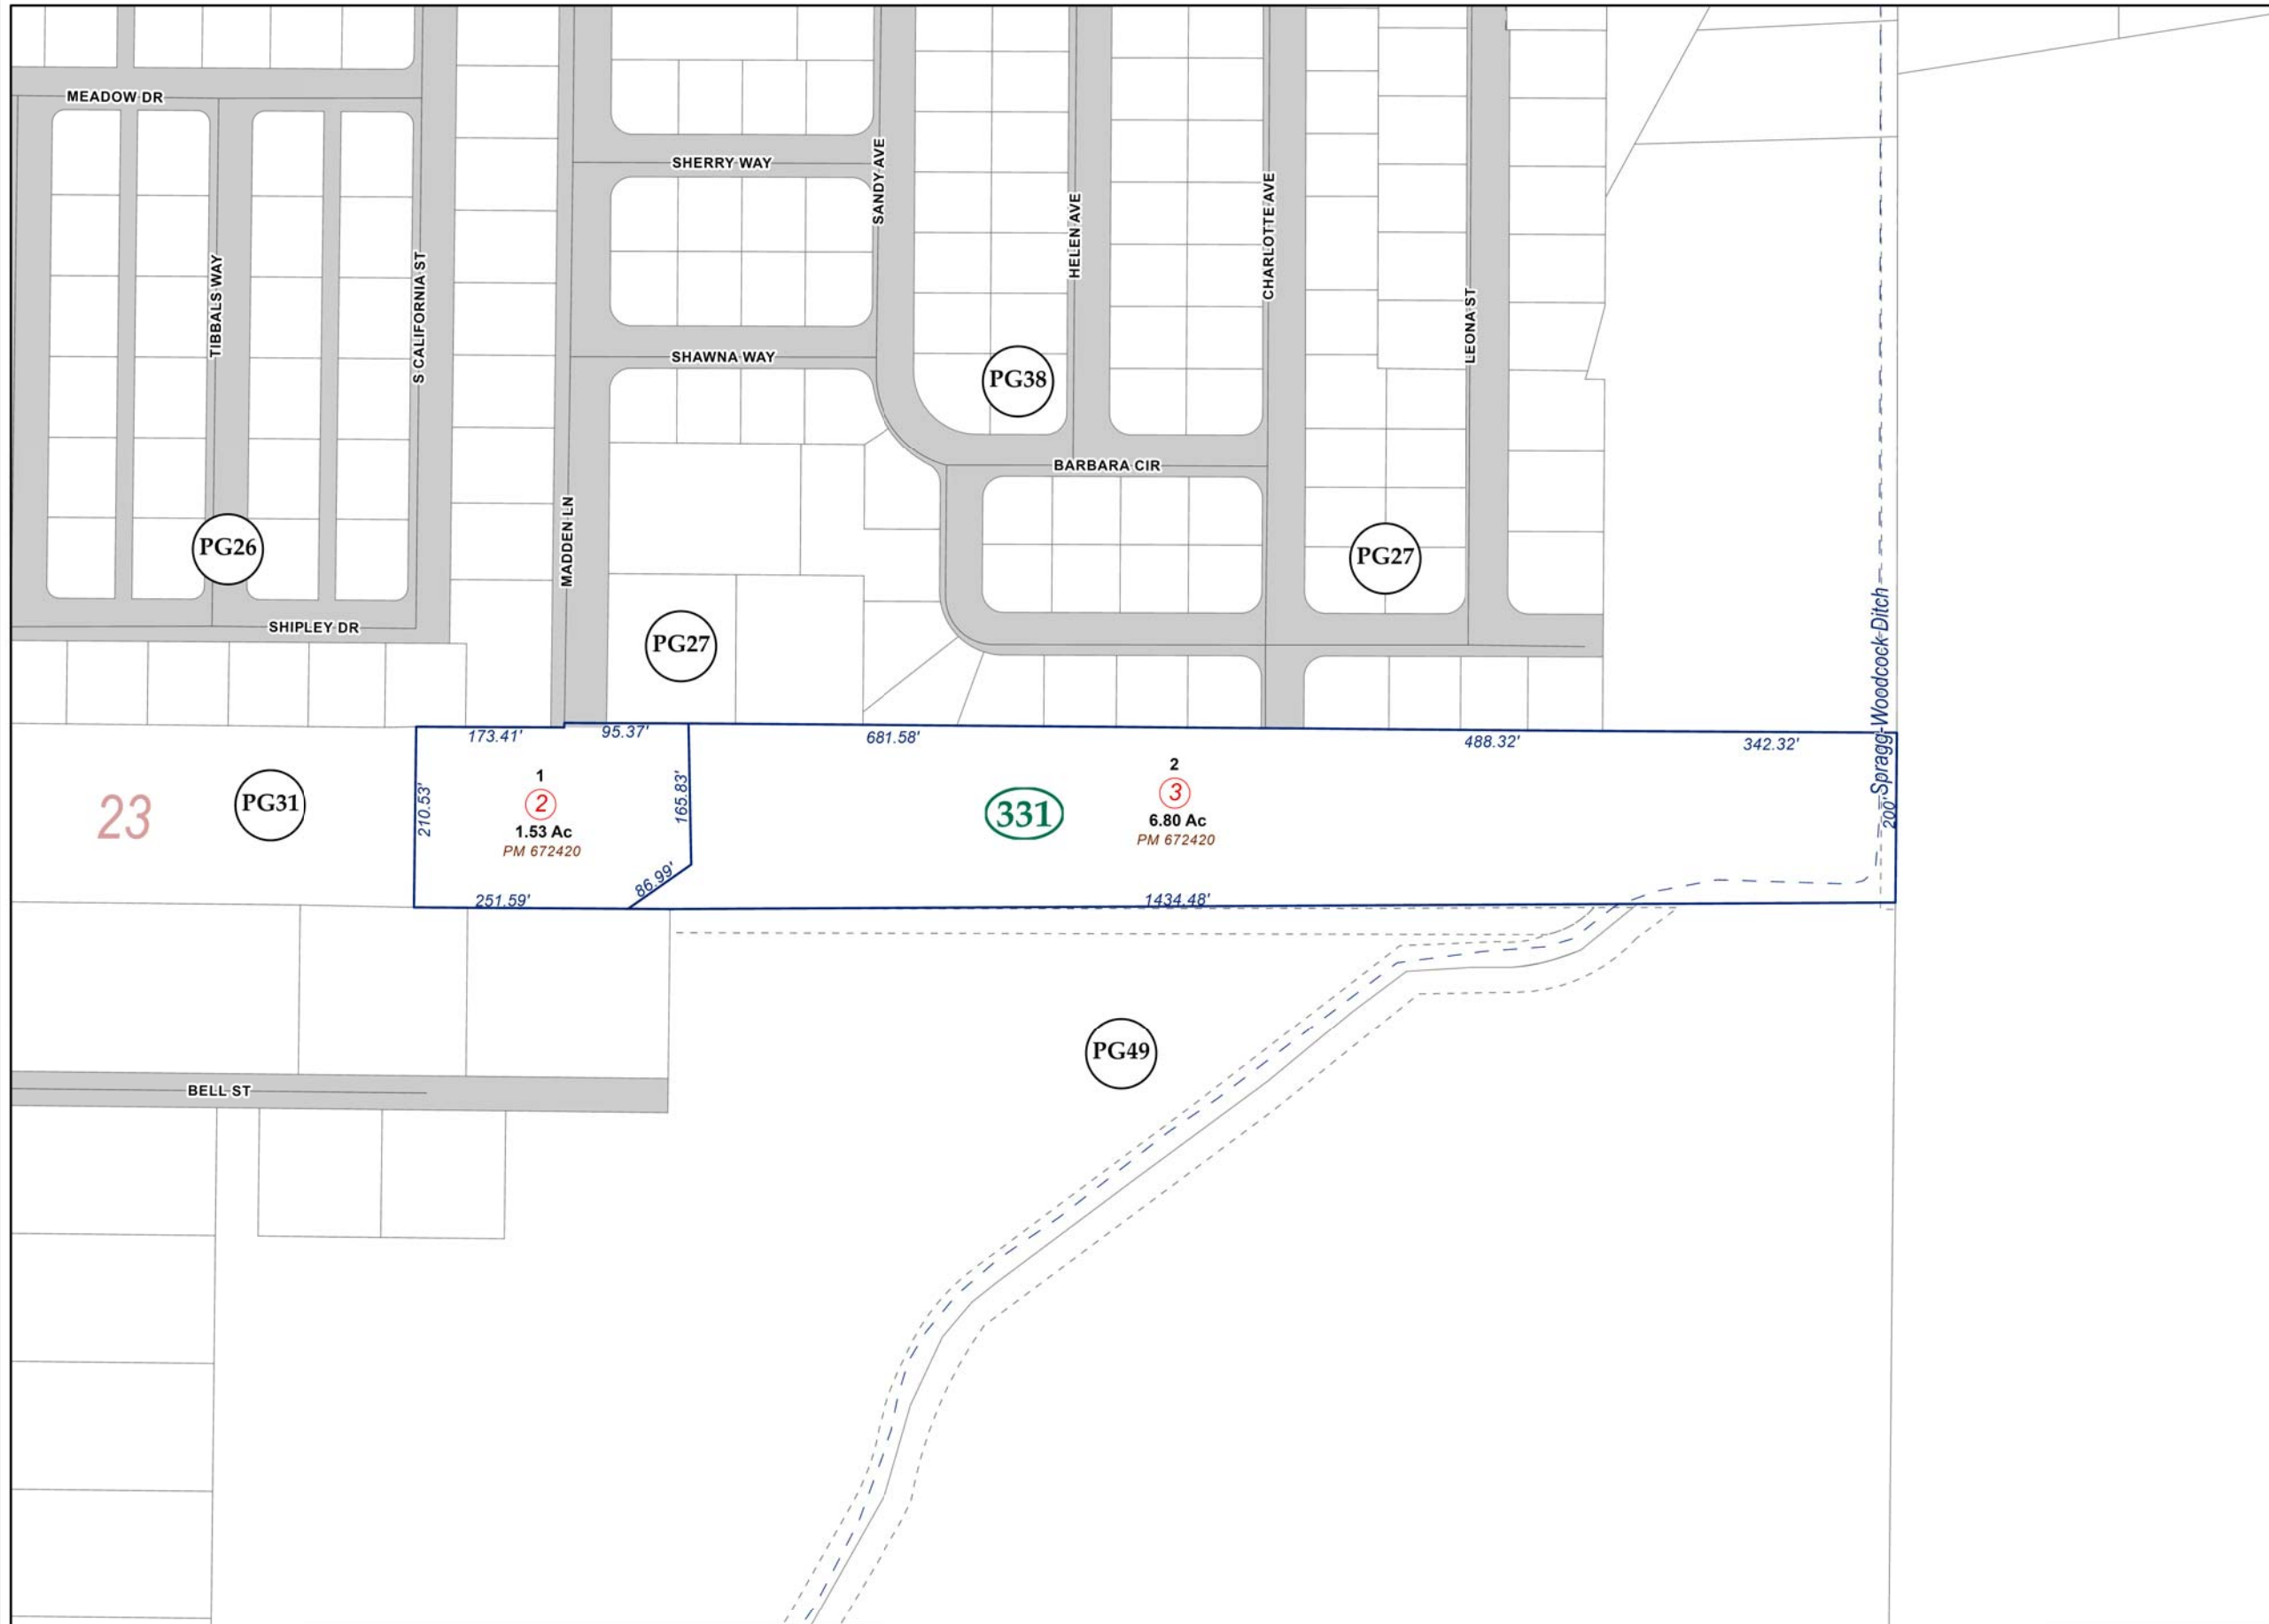 MEADOW DR
SHERRY WAY
SANDY AVE
HELEN AVE
CHARLOTTE AVE
TIBBALS WAY
S CALIFORNIA ST
LEONA ST
SHAWNA WAY
PG38
BARBARA CIR
MADDEN LN
PG26
PG27
SHIPLEY DR
PG27
Spragg-Woodcock Ditch
173.41'
95.37'
681.58'
488.32'
342.32'
23
PG31
210.53'
1
2
1.53 Ac
PM 672420
165.83'
331
2
3
6.80 Ac
PM 672420
200'
86.99'
251.59'
1434.48'
PG49
BELL ST